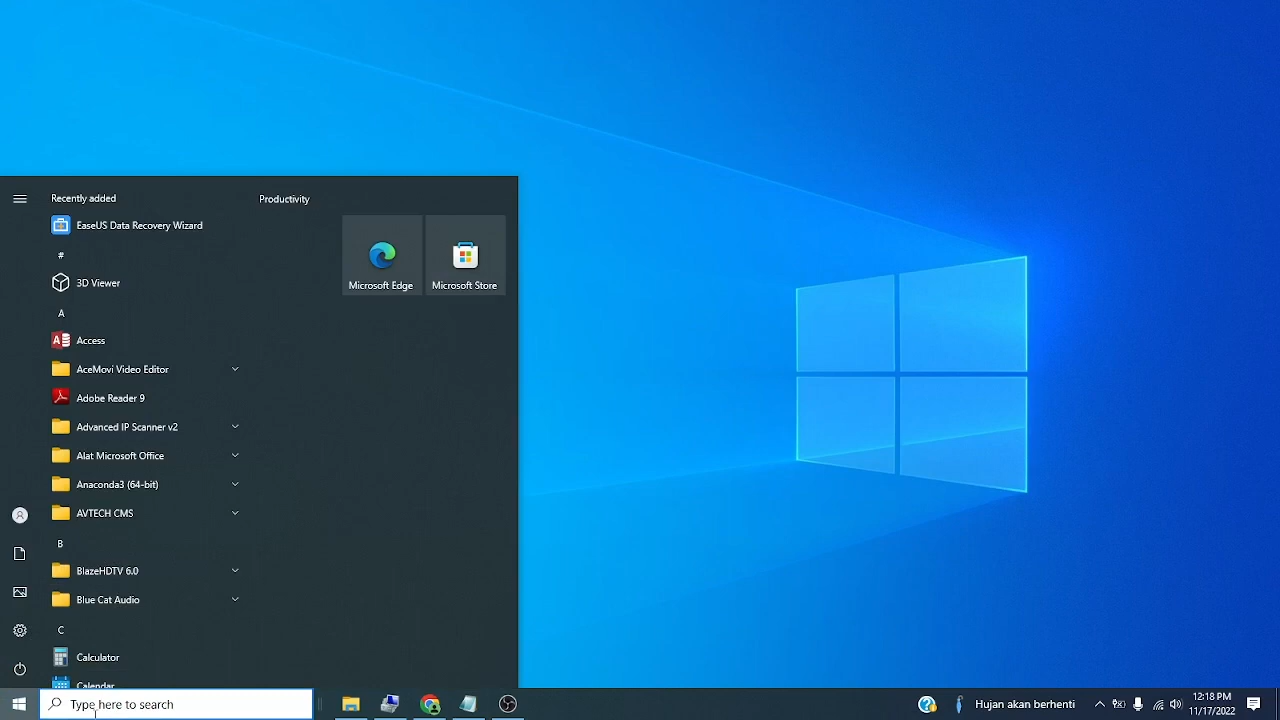 Recently added
Productivity
EaseUS Data Recovery Wizard
#
3D Viewer
Microsoft Edge
Microsoft Store
A
Access
AceMovi Video Editor
Adobe Reader 9
Advanced IP Scanner v2
Alat Microsoft Office
Anaconda3 (64-bit)
AVTECH CMS
B
BlazeHDTV 6.0
Blue Cat Audio
C
Calculator
Calendar
Type here to search
Hujan akan berhenti
12:18 PM
11/17/2022